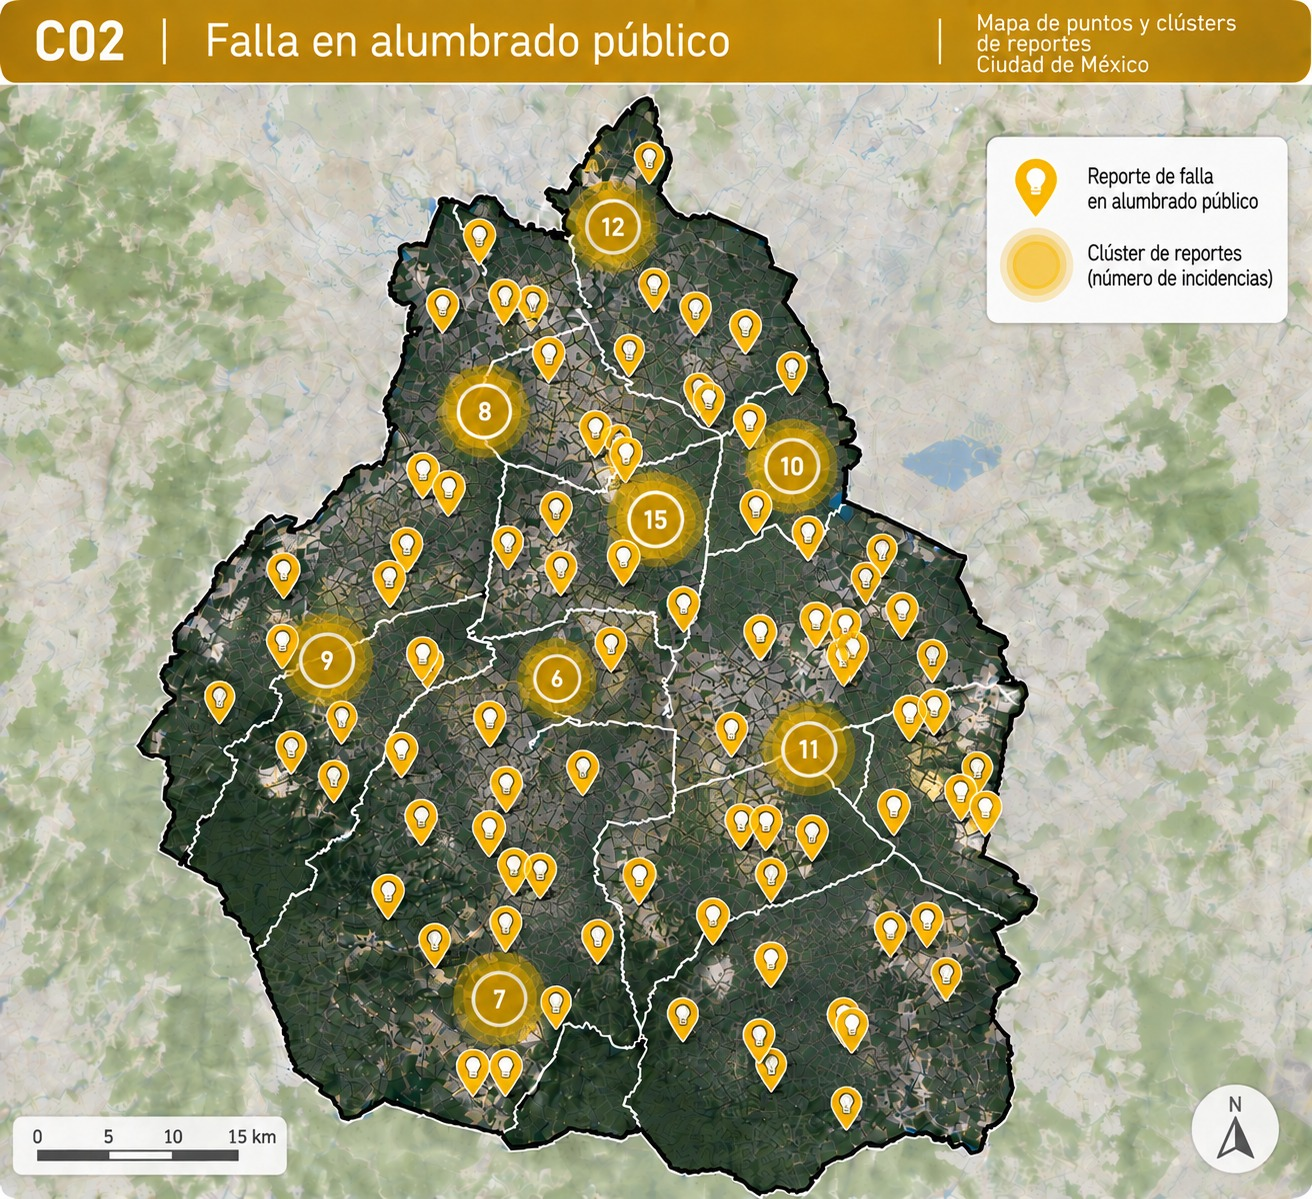 C02
Falla en alumbrado público
Mapa de puntos y clústers
de reportes
Ciudad de México
Reporte de falla
en alumbrado público
Clúster de reportes
(número de incidencias)
12
8
10
15
9
6
11
7
0 5 10 15 km
N